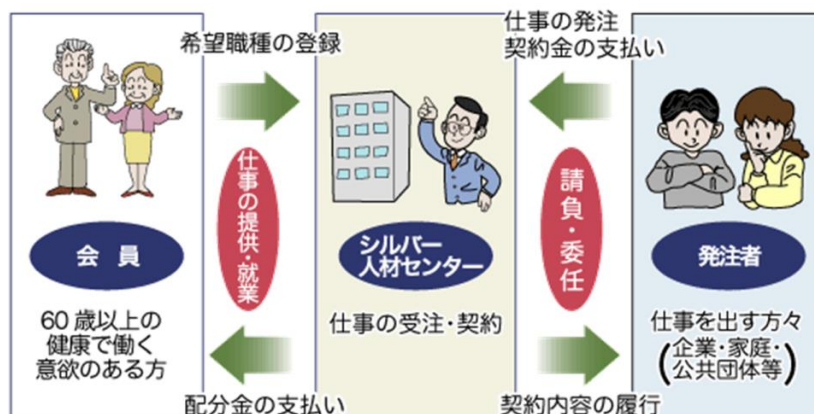 希望職種の登録
仕事の発注
契約金の支払い
仕事の提供・就業
請負・委任
会員
シルバー
人材センター
発注者
60歳以上の
健康で働く
意欲のある方
仕事の受注・契約
仕事を出す方々
(企業・家庭・
公共団体等)
配分金の支払い
契約内容の履行